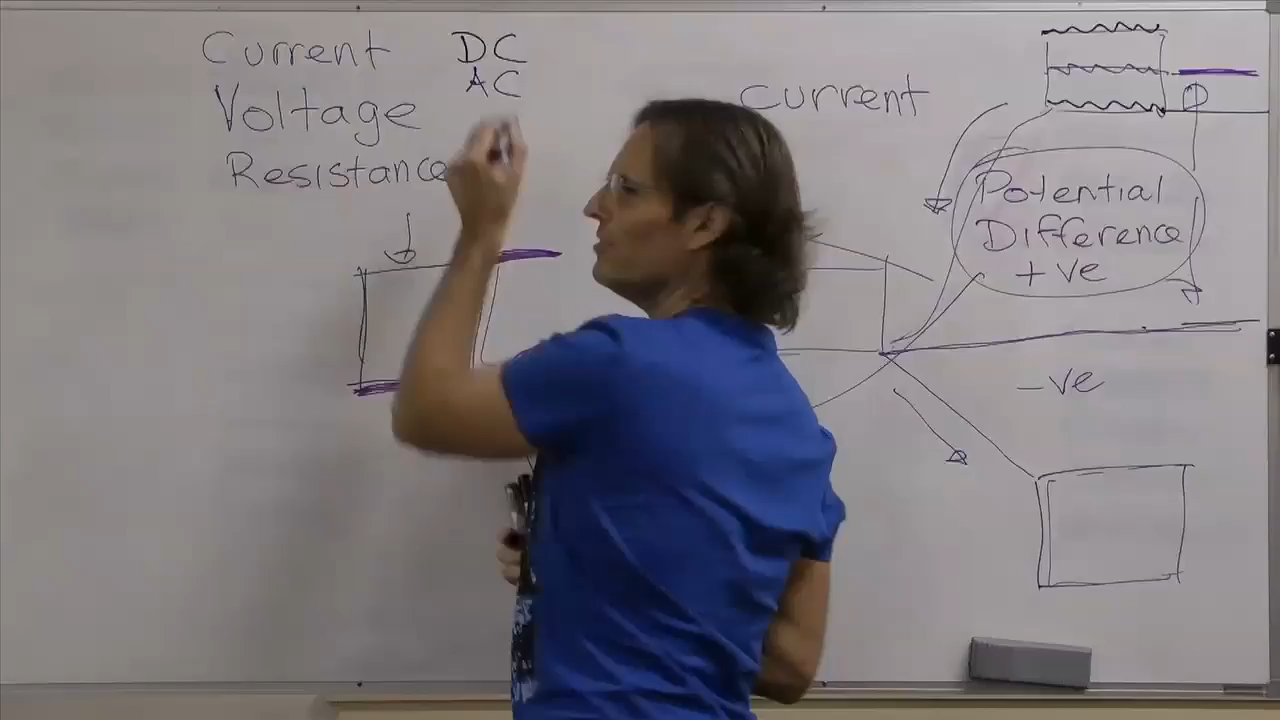 Current DC
AC
Voltage
Resistance
current
Potential
Difference
+ve
-ve